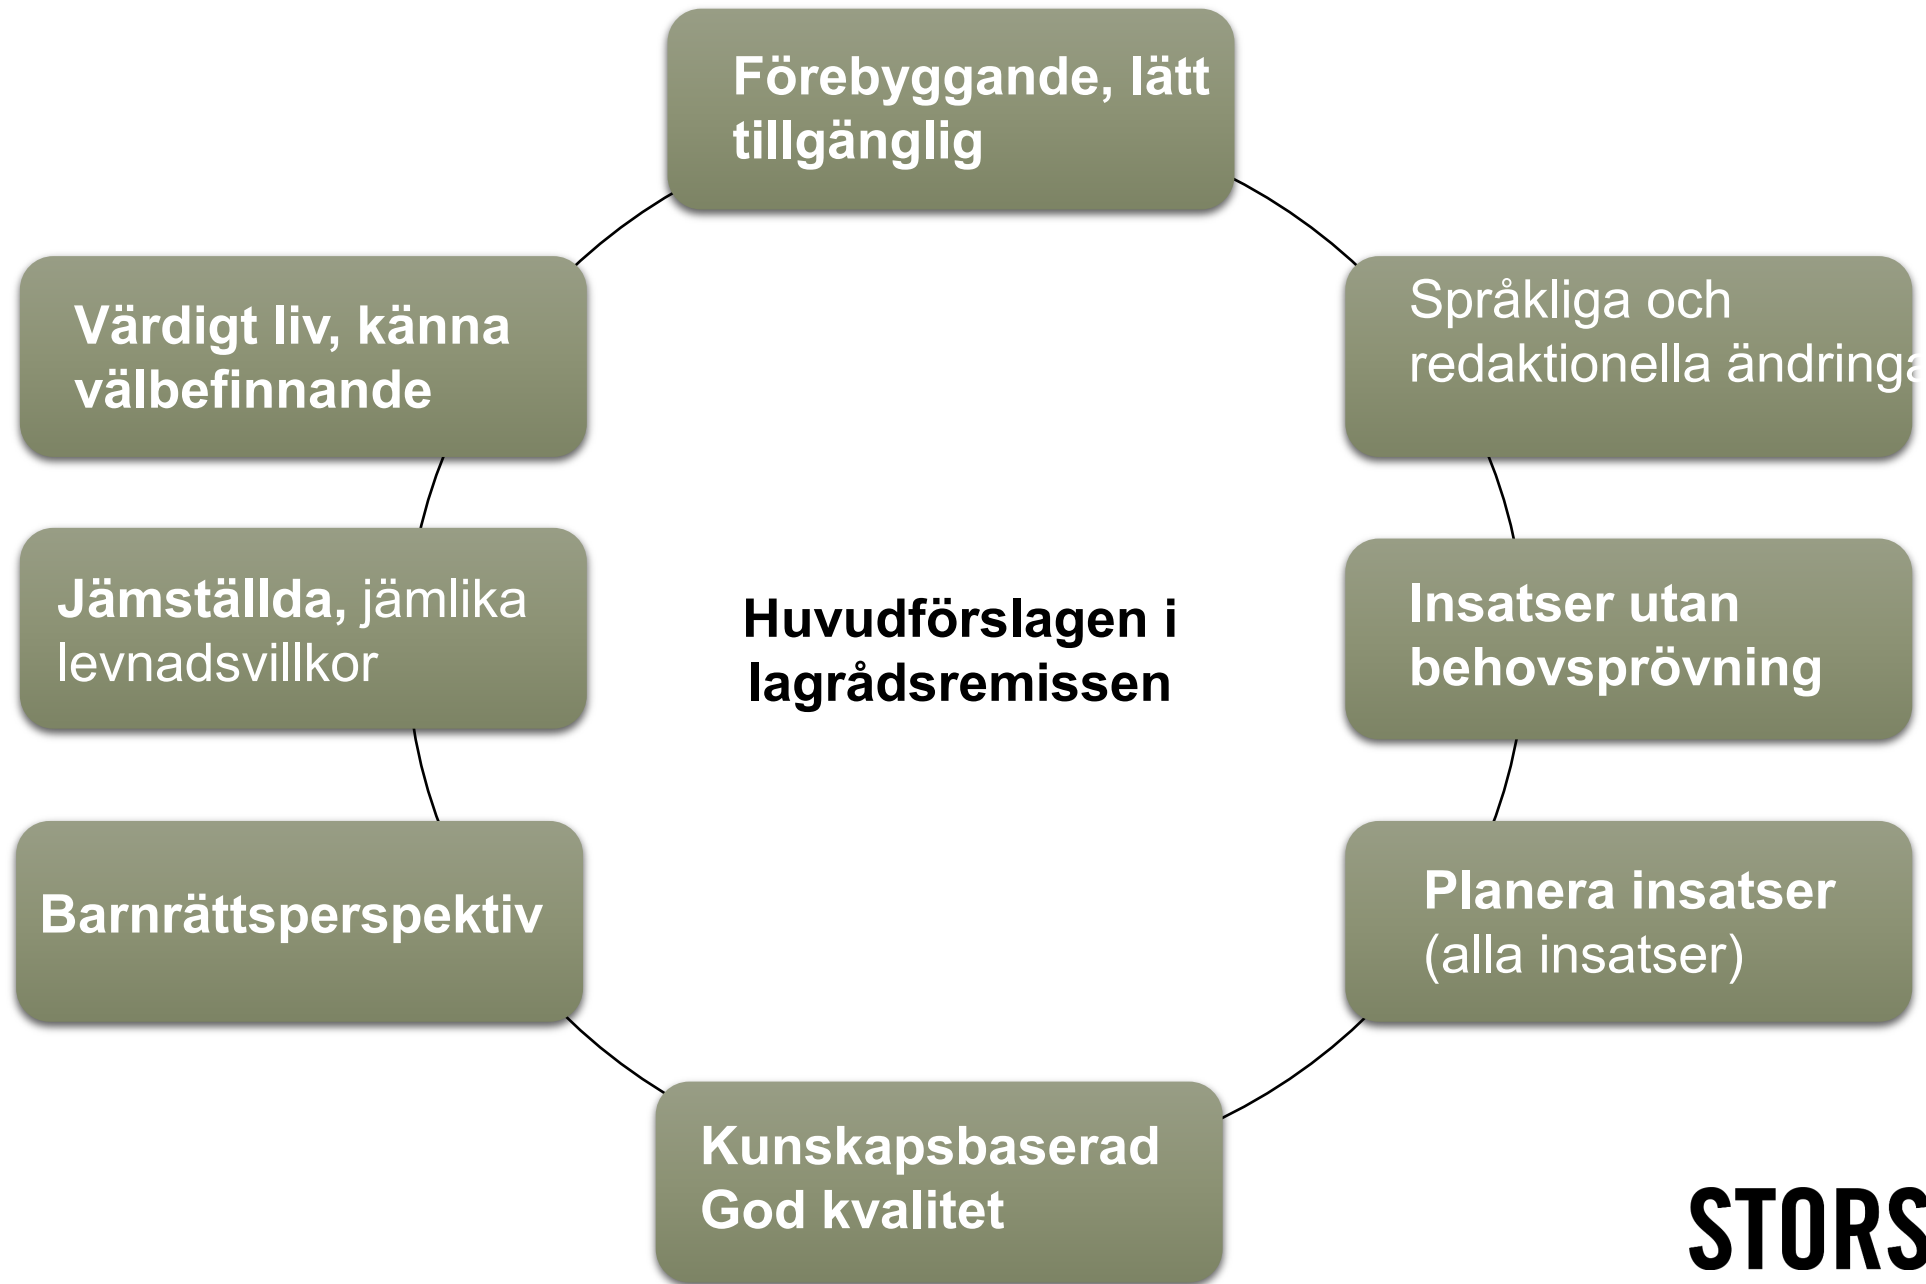 Förebyggande, lätt
tillgänglig
Språkliga och
redaktionella ändringa
Insatser utan
behovsprövning
Planera insatser
(alla insatser)
Kunskapsbaserad
God kvalitet
Barnrättsperspektiv
Jämställda, jämlika
levnadsvillkor
Värdigt liv, känna
välbefinnande
Huvudförslagen i
lagrådsremissen
STORS